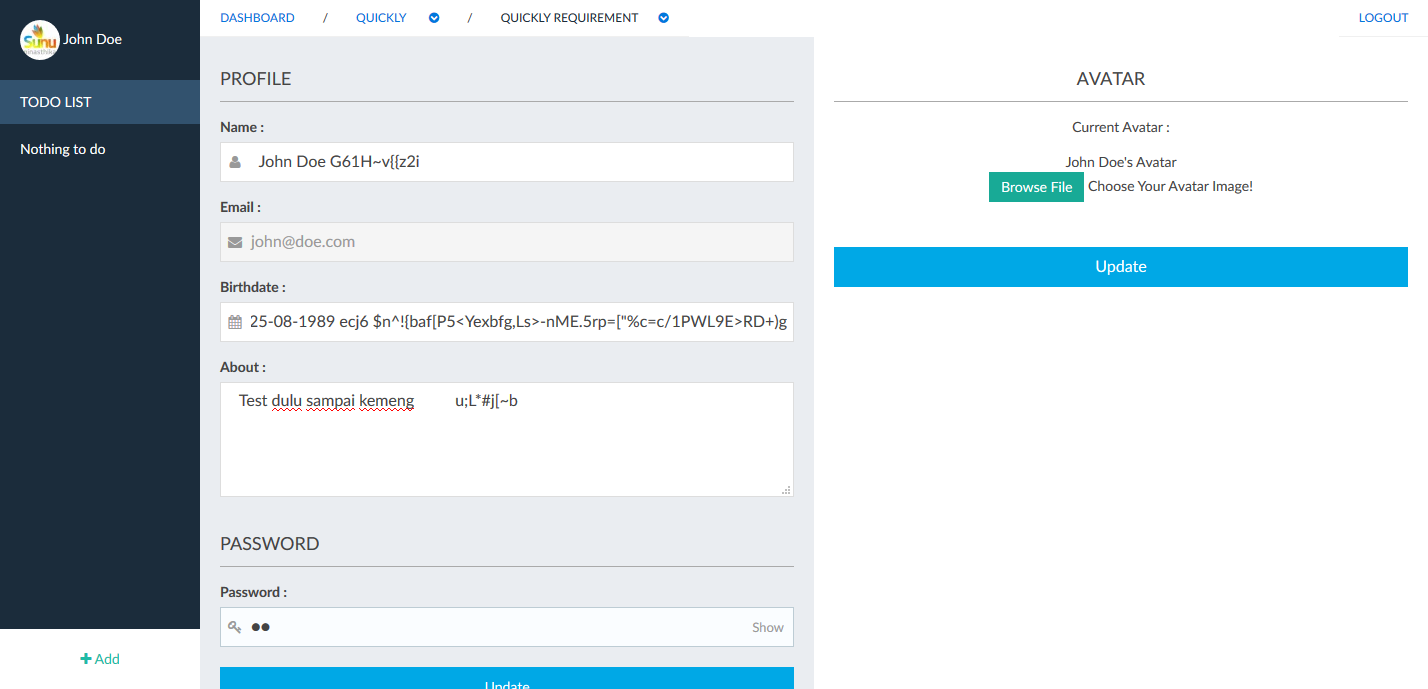 Sunu
John Doe
TODO LIST
Nothing to do
+ Add
DASHBOARD / QUICKLY / QUICKLY REQUIREMENT
LOGOUT
PROFILE
Name :
John Doe G61H~v{{z2i
Email :
john@doe.com
Birthdate :
25-08-1989 ecj6 $n^!{baf[P5<Yexbfg,Ls>-nME.5rp=["%c=c/1PWL9E>RD+)g
About :
Test dulu sampai kemeng u;L*#j[~b
PASSWORD
Password :
●● Show
Update
AVATAR
Current Avatar :
John Doe's Avatar
Browse File Choose Your Avatar Image!
Update